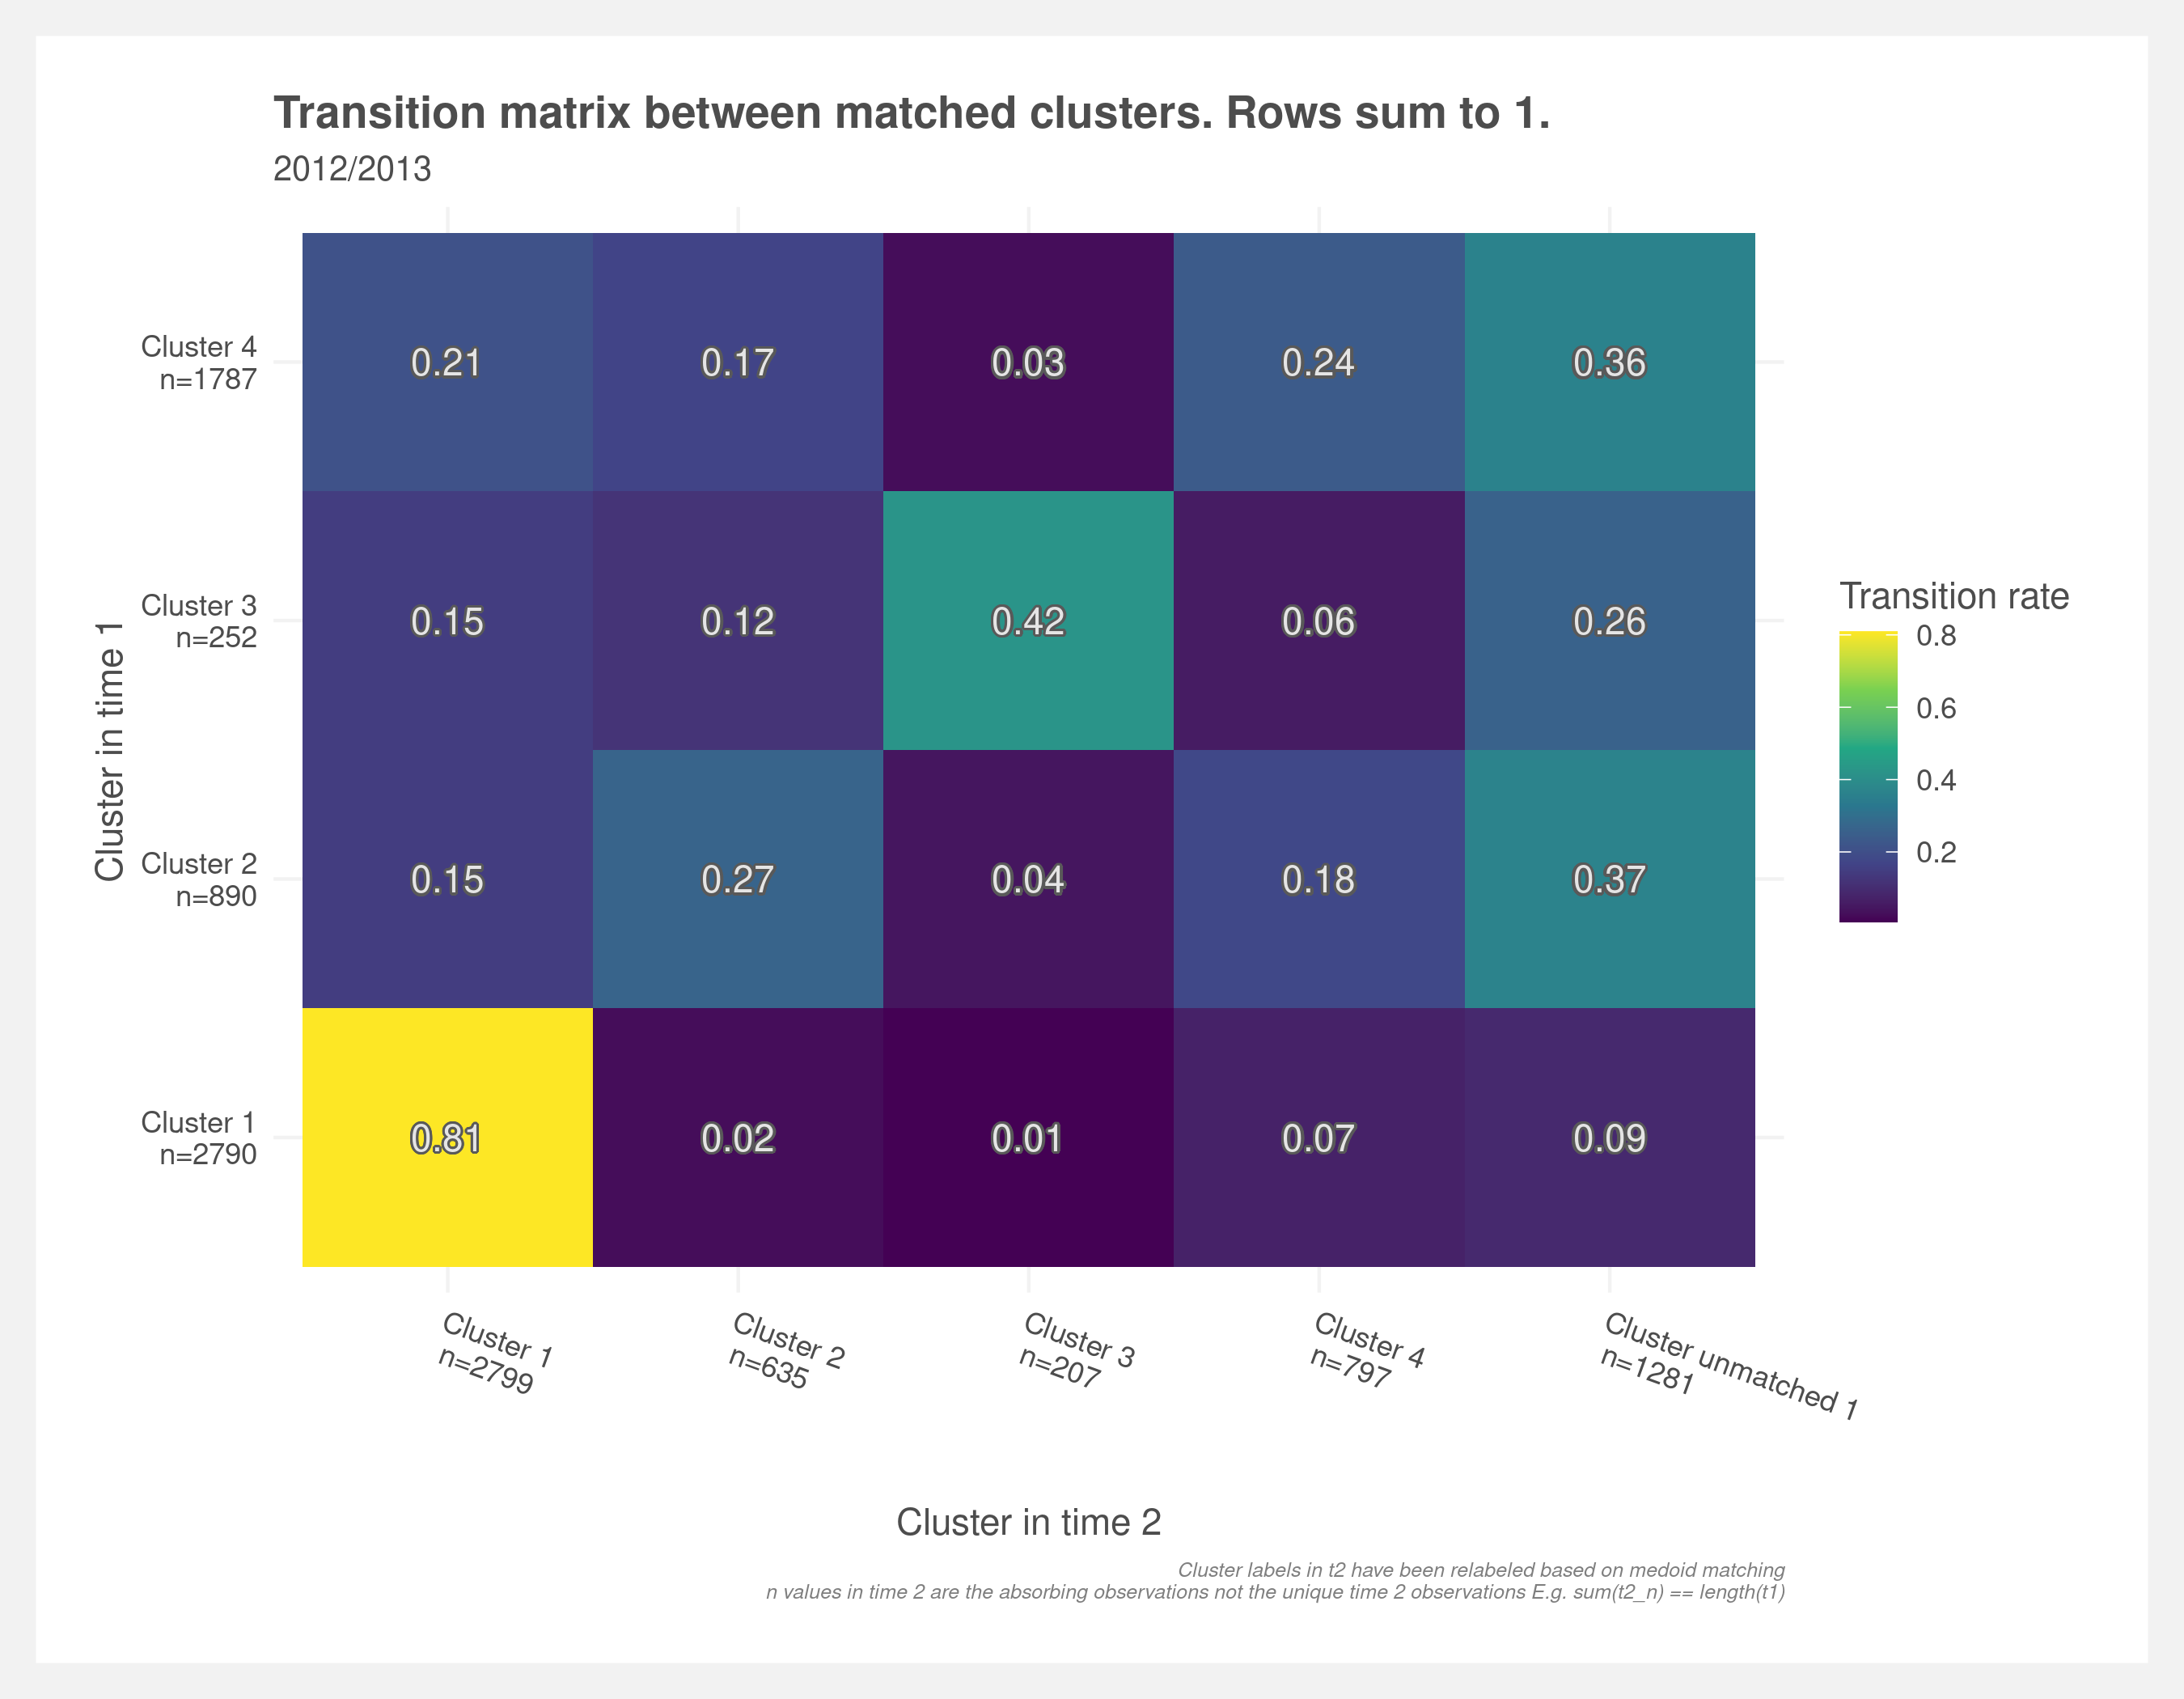 Transition matrix between matched clusters. Rows sum to 1.
2012/2013
Cluster in time 1
Cluster 4
n=1787
0.21 0.17 0.03 0.24 0.36
Cluster 3
n=252
0.15 0.12 0.42 0.06 0.26
Cluster 2
n=890
0.15 0.27 0.04 0.18 0.37
Cluster 1
n=2790
0.81 0.02 0.01 0.07 0.09
Cluster 1
n=2799
Cluster 2
n=635
Cluster 3
n=207
Cluster 4
n=797
Cluster unmatched 1
n=1281
Cluster in time 2
Transition rate
0.8
0.6
0.4
0.2
Cluster labels in t2 have been relabeled based on medoid matching
n values in time 2 are the absorbing observations not the unique time 2 observations E.g. sum(t2_n) == length(t1)